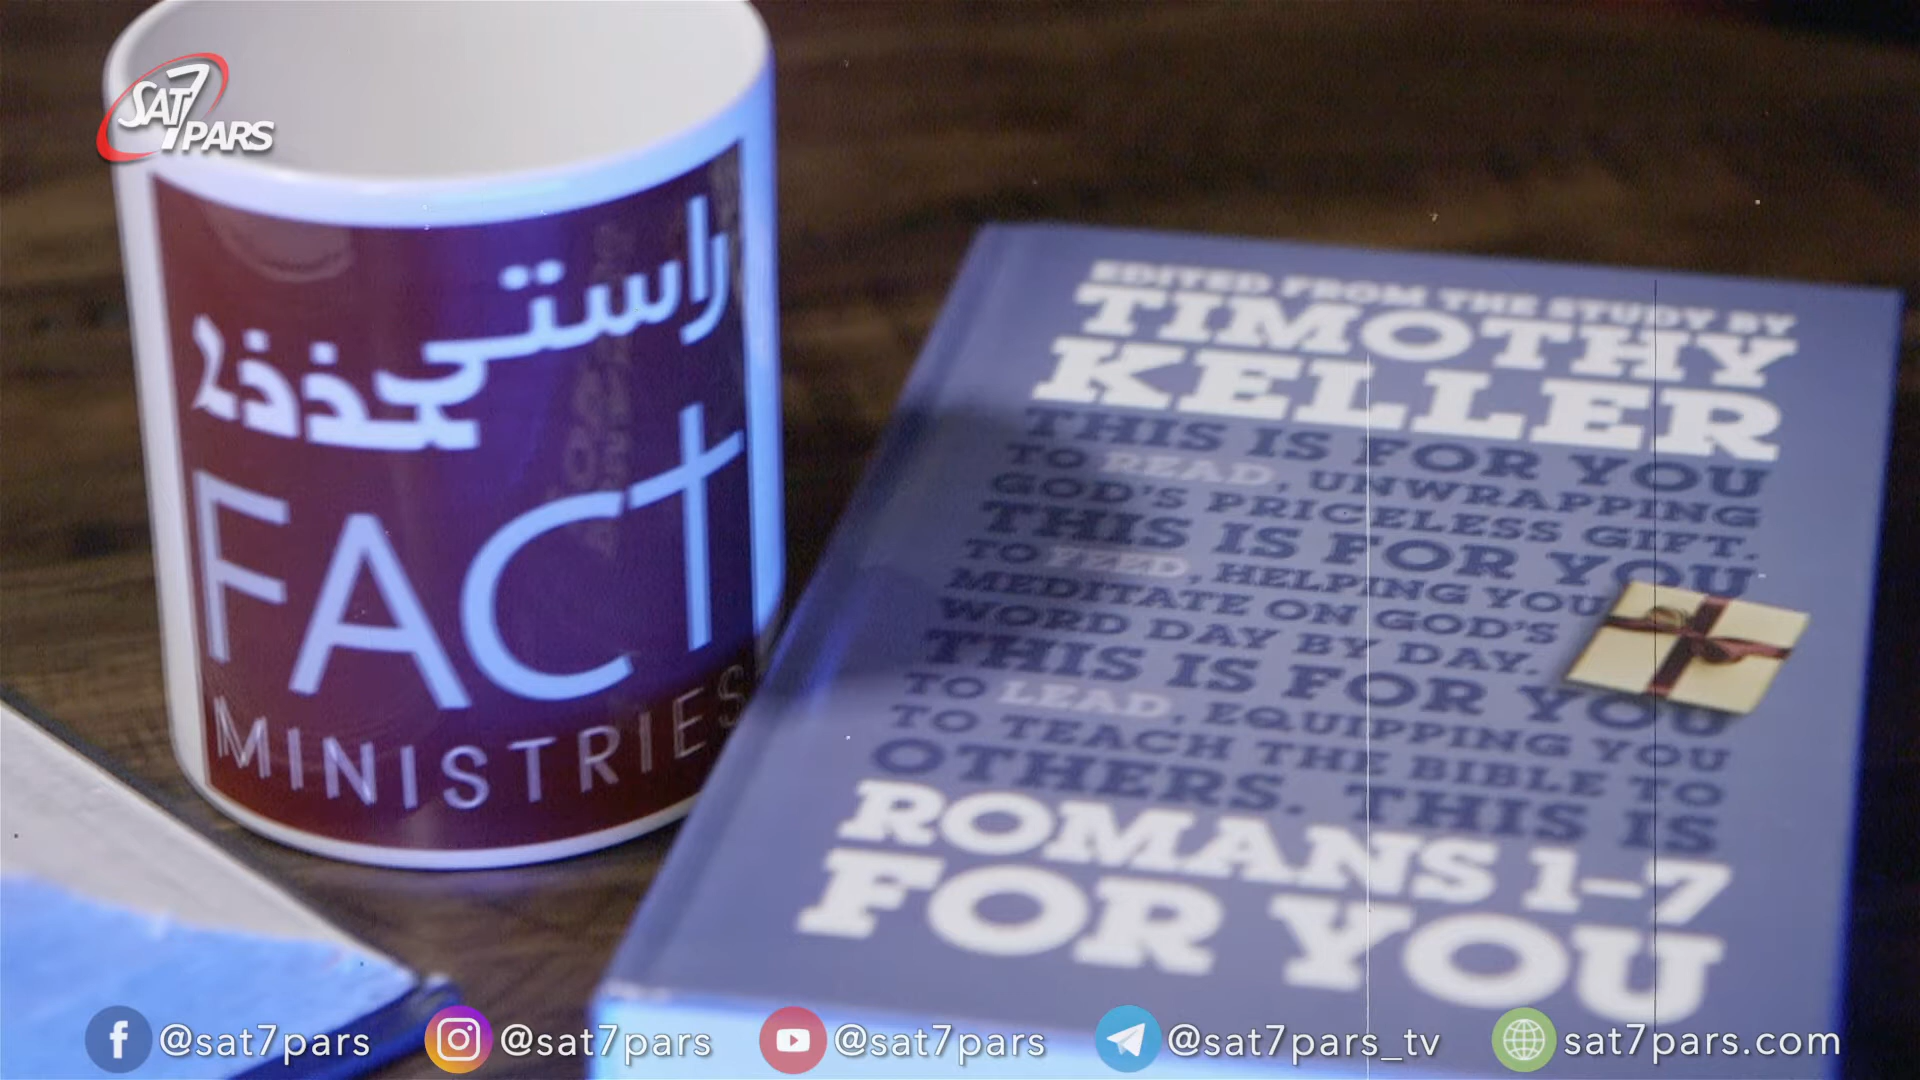 SAT7
PARS
راستی
FACT
MINISTRIES
EDITED FROM THE STUDY BY
TIMOTHY
KELLER
THIS IS FOR YOU
TO READ, UNWRAPPING
GOD'S PRICELESS GIFT.
THIS IS FOR YOU
TO FEED, HELPING YOU
MEDITATE ON GOD'S
WORD DAY BY DAY.
THIS IS FOR YOU
TO LEAD, EQUIPPING YOU
TO TEACH THE BIBLE TO
OTHERS. THIS IS
ROMANS 1–7
FOR YOU
@sat7pars
@sat7pars
@sat7pars
@sat7pars_tv
sat7pars.com